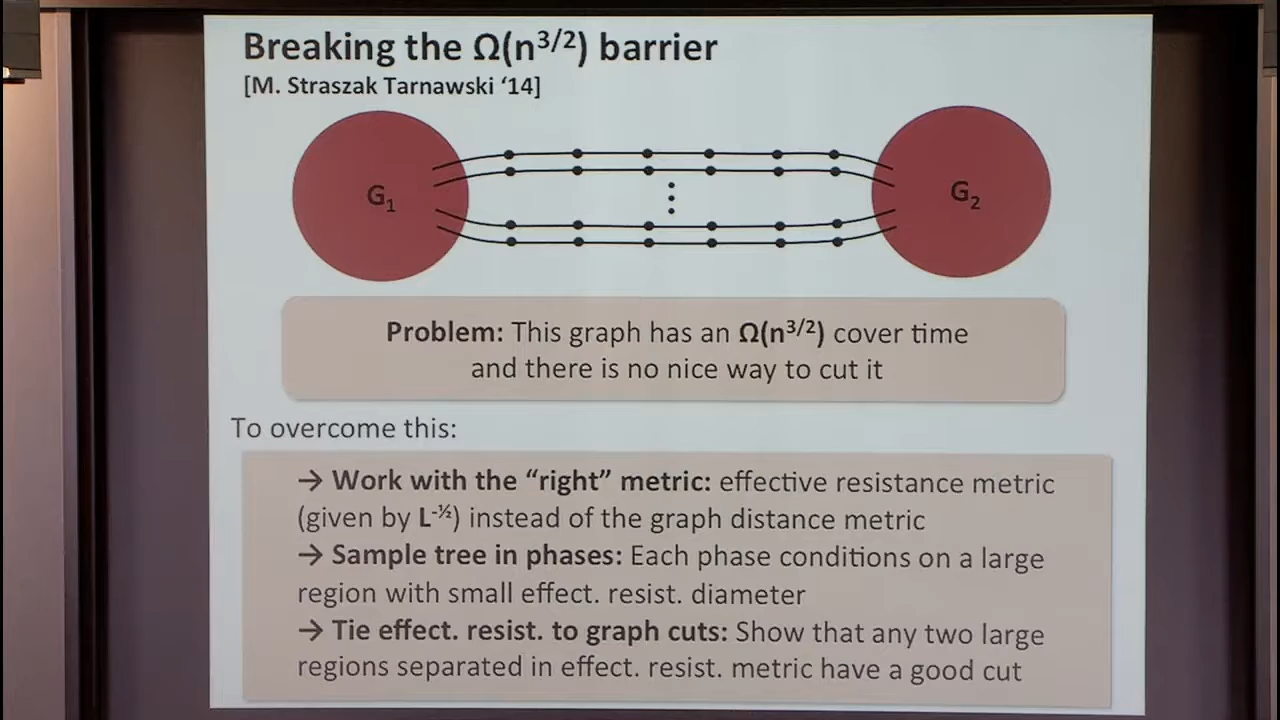 Breaking the Ω(n³/²) barrier
[M. Straszak Tarnawski ‘14]
G₁
G₂
Problem: This graph has an Ω(n³/²) cover time
and there is no nice way to cut it
To overcome this:
→ Work with the “right” metric: effective resistance metric
(given by L⁻½) instead of the graph distance metric
→ Sample tree in phases: Each phase conditions on a large
region with small effect. resist. diameter
→ Tie effect. resist. to graph cuts: Show that any two large
regions separated in effect. resist. metric have a good cut